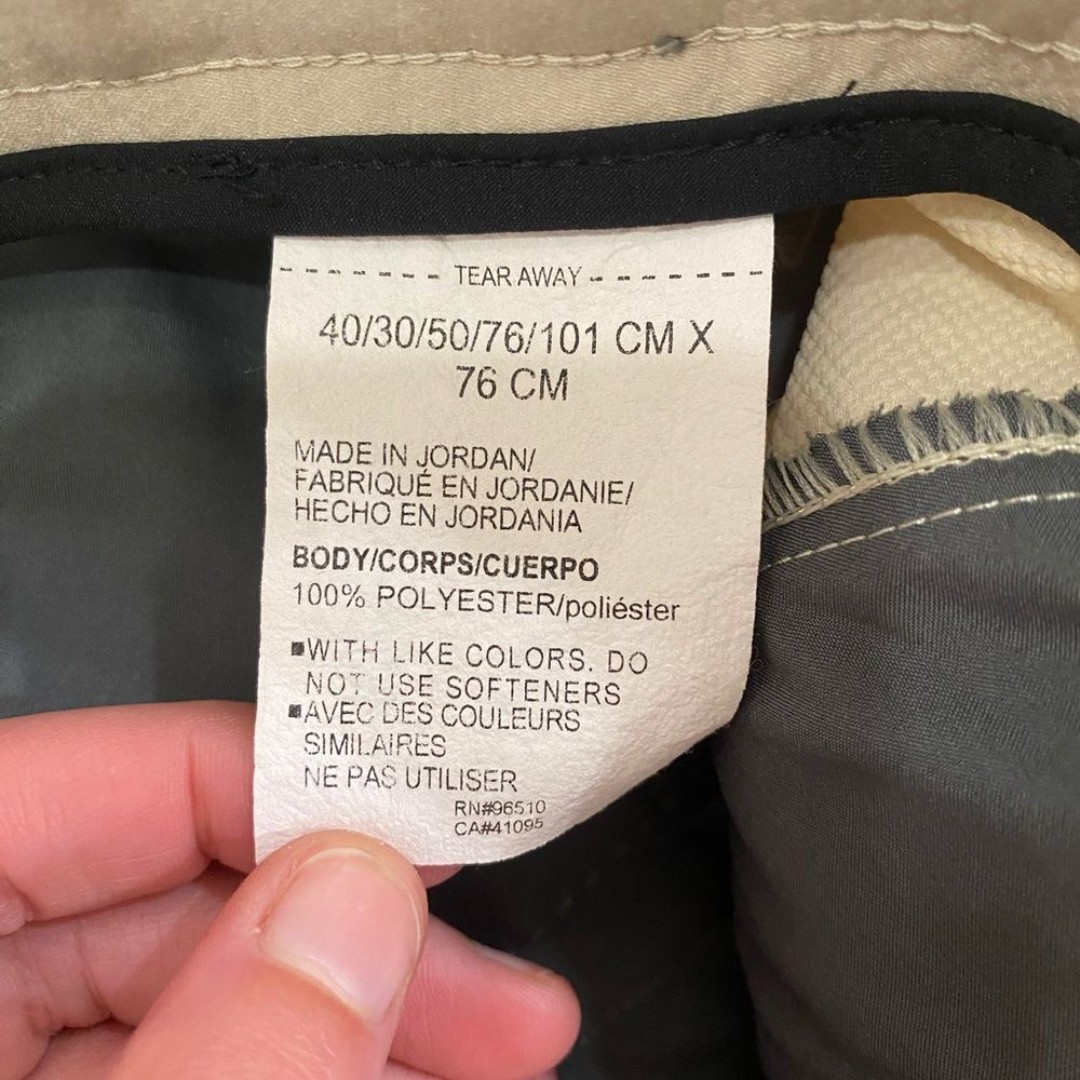 TEAR AWAY
40/30/50/76/101 CM X
76 CM
MADE IN JORDAN/
FABRIQUÉ EN JORDANIE/
HECHO EN JORDANIA
BODY/CORPS/CUERPO
100% POLYESTER/poliéster
▪WITH LIKE COLORS. DO
NOT USE SOFTENERS
▪AVEC DES COULEURS
SIMILAIRES
NE PAS UTILISER
RN#96510
CA#41095